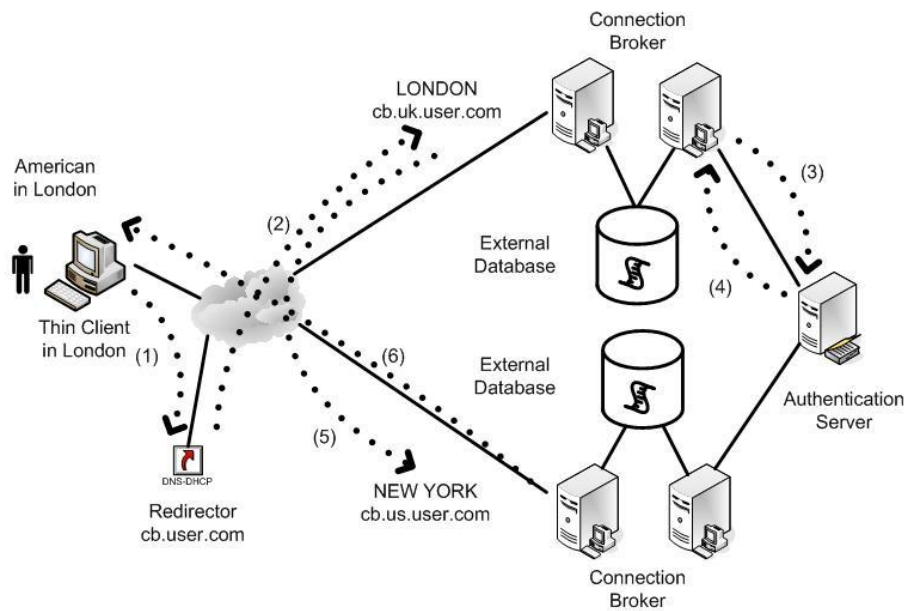 Connection
Broker
LONDON
cb.uk.user.com
American
in London
(3)
(2)
External
Database
(4)
Thin Client
in London
(1)
(6)
External
Database
Authentication
Server
(5)
DNS-DHCP
NEW YORK
cb.us.user.com
Redirector
cb.user.com
Connection
Broker